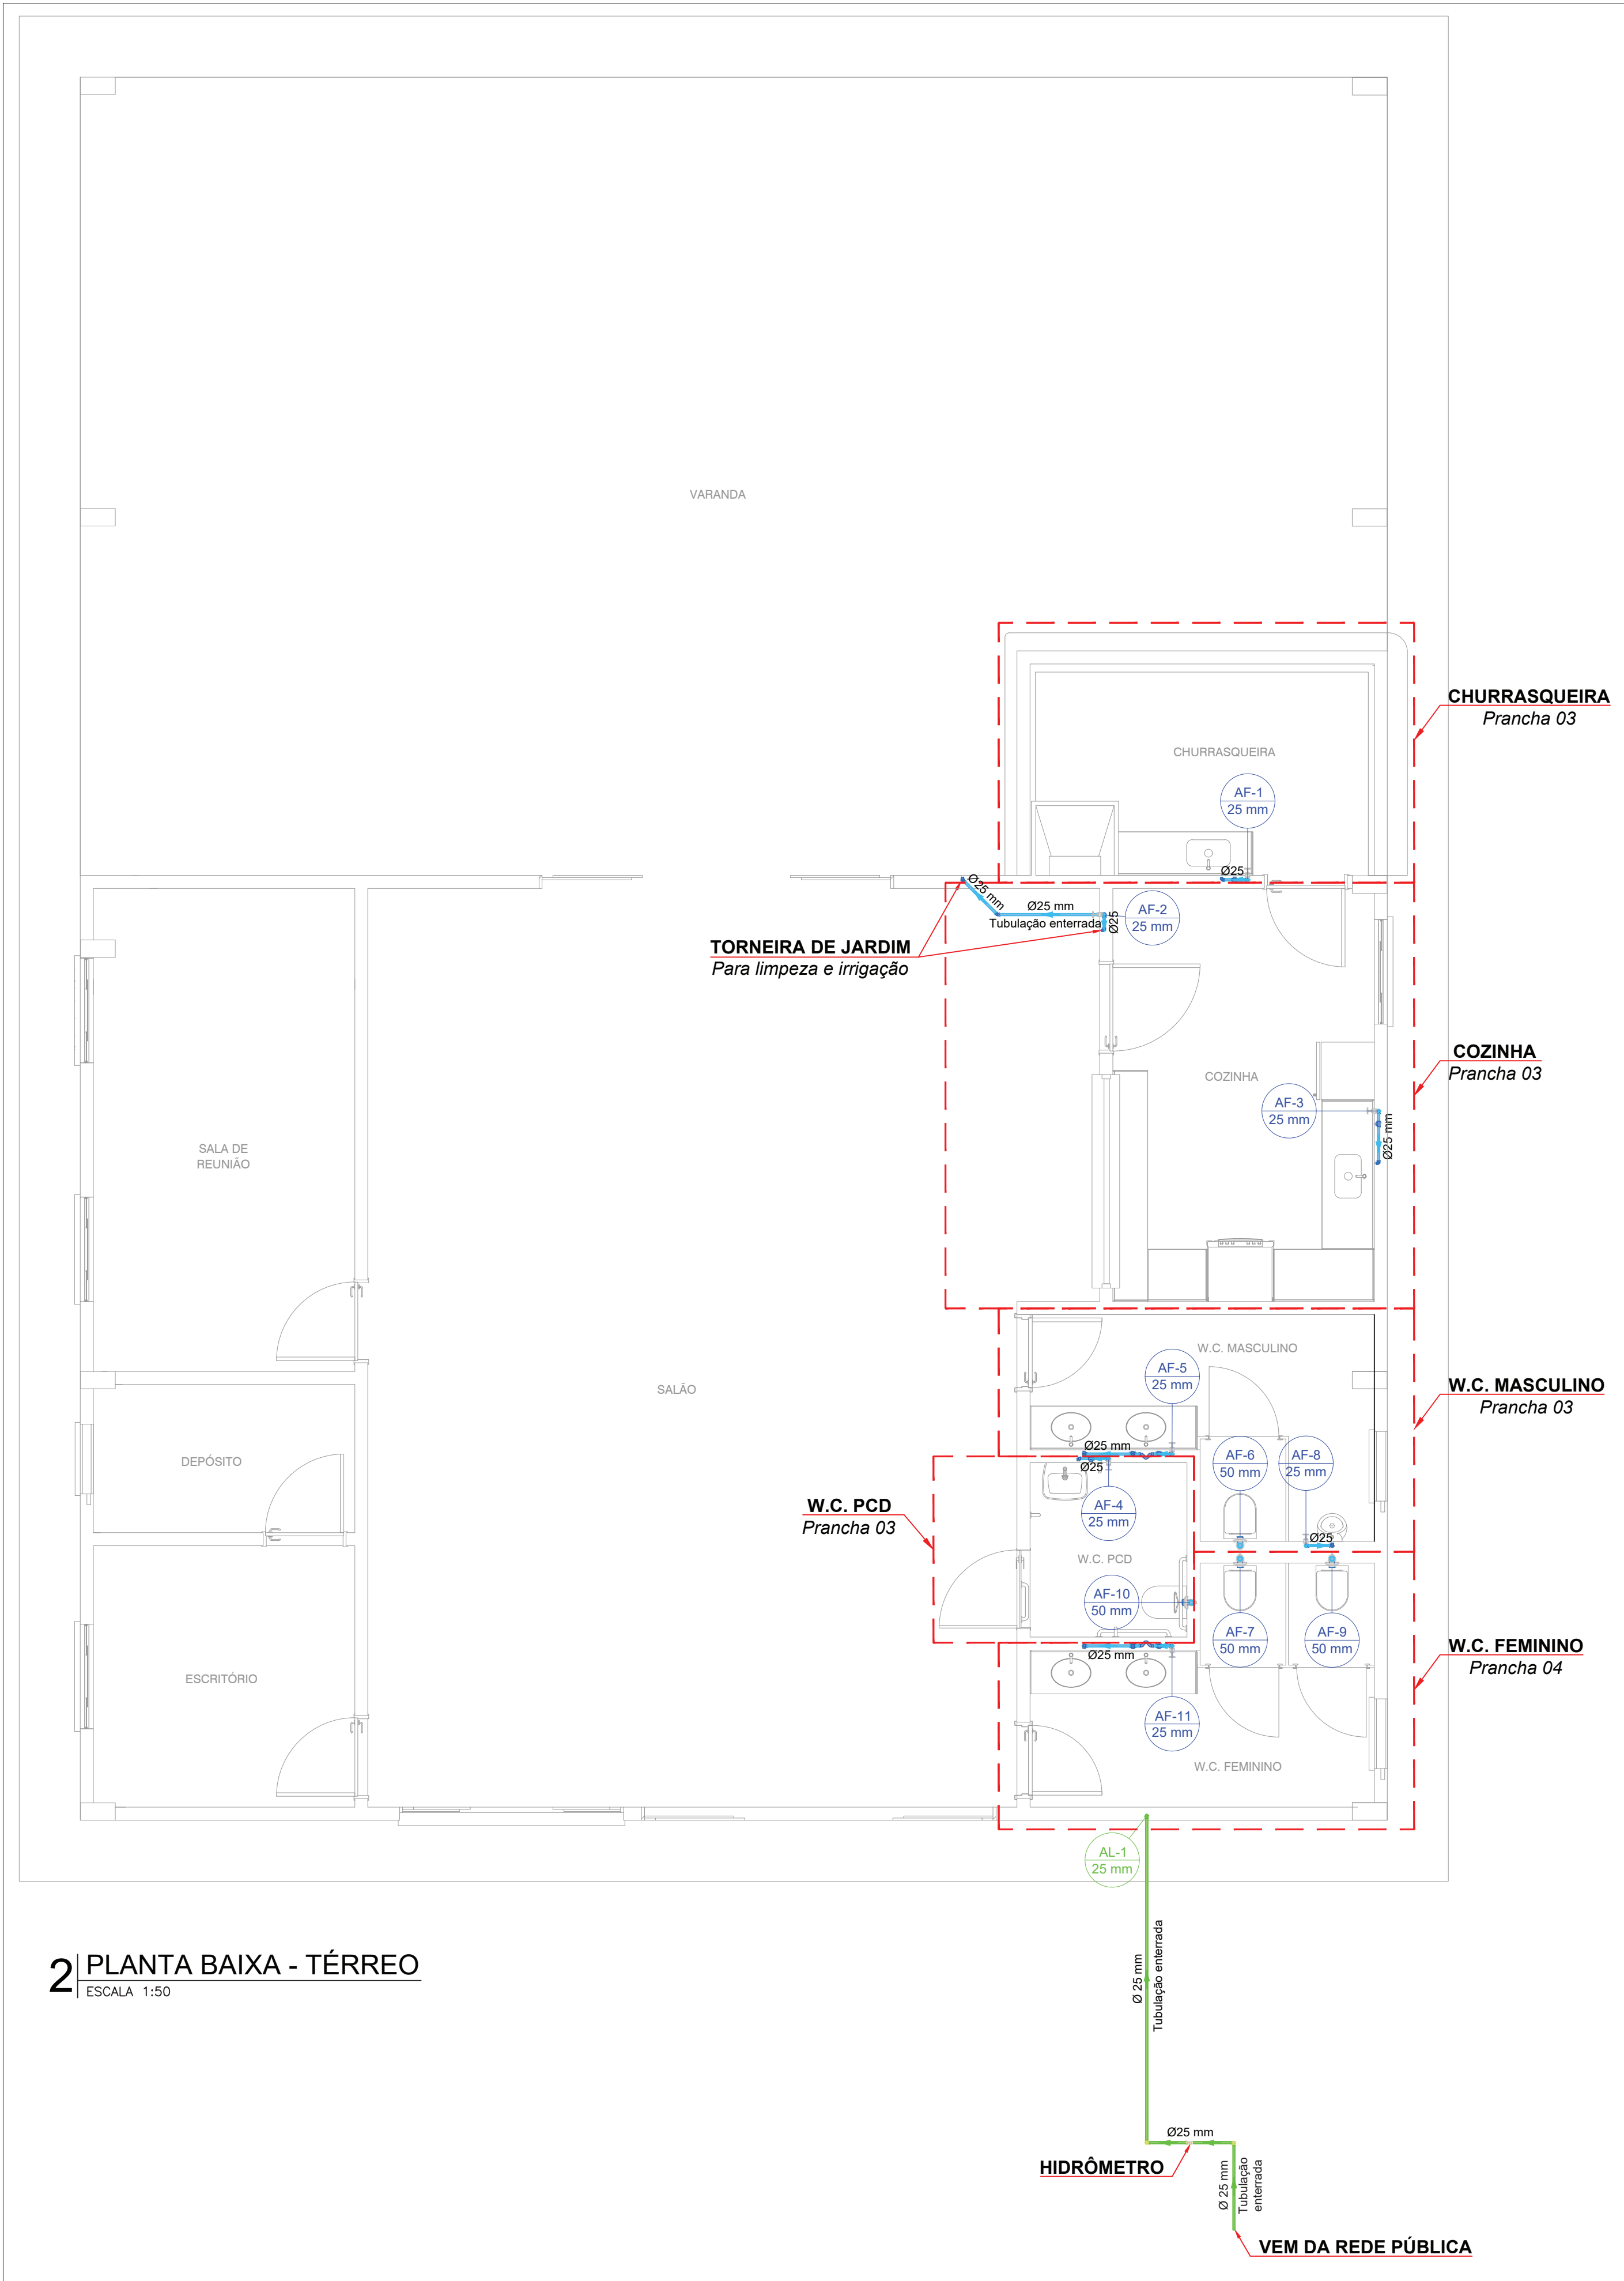 VARANDA
CHURRASQUEIRA
Prancha 03
CHURRASQUEIRA
AF-1
25 mm
Ø25
Ø25 mm
Ø25 mm
Tubulação enterrada
Ø25
AF-2
25 mm
TORNEIRA DE JARDIM
Para limpeza e irrigação
COZINHA
Prancha 03
COZINHA
AF-3
25 mm
Ø25 mm
SALA DE
REUNIÃO
W.C. MASCULINO
AF-5
25 mm
SALÃO
W.C. MASCULINO
Prancha 03
Ø25 mm
Ø25
AF-6
50 mm
AF-8
25 mm
DEPÓSITO
W.C. PCD
Prancha 03
AF-4
25 mm
Ø25
W.C. PCD
AF-10
50 mm
AF-7
50 mm
AF-9
50 mm
Ø25 mm
W.C. FEMININO
Prancha 04
ESCRITÓRIO
AF-11
25 mm
W.C. FEMININO
AL-1
25 mm
Ø 25 mm
Tubulação enterrada
2 PLANTA BAIXA - TÉRREO
ESCALA 1:50
Ø25 mm
HIDRÔMETRO
Ø 25 mm
Tubulação
enterrada
VEM DA REDE PÚBLICA